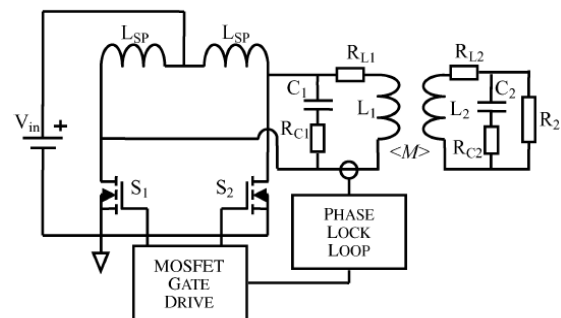 L_SP L_SP
R_L1 R_L2
C_1 C_2
V_in + L_1 L_2 R_2
R_C1 <M> R_C2
S_1 S_2
PHASE
LOCK
LOOP
MOSFET
GATE
DRIVE